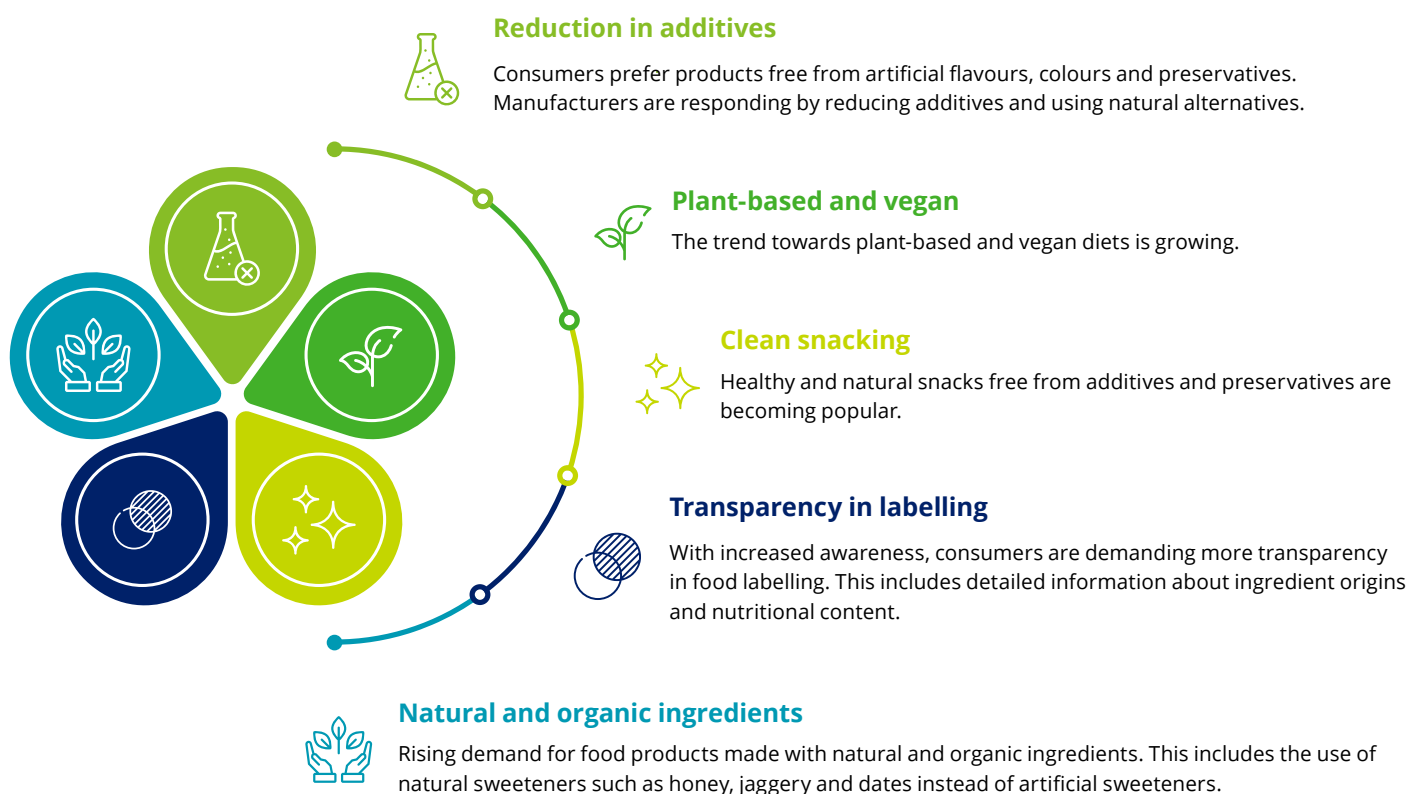 Reduction in additives
Consumers prefer products free from artificial flavours, colours and preservatives.
Manufacturers are responding by reducing additives and using natural alternatives.
Plant-based and vegan
The trend towards plant-based and vegan diets is growing.
Clean snacking
Healthy and natural snacks free from additives and preservatives are
becoming popular.
Transparency in labelling
With increased awareness, consumers are demanding more transparency
in food labelling. This includes detailed information about ingredient origins
and nutritional content.
Natural and organic ingredients
Rising demand for food products made with natural and organic ingredients. This includes the use of
natural sweeteners such as honey, jaggery and dates instead of artificial sweeteners.